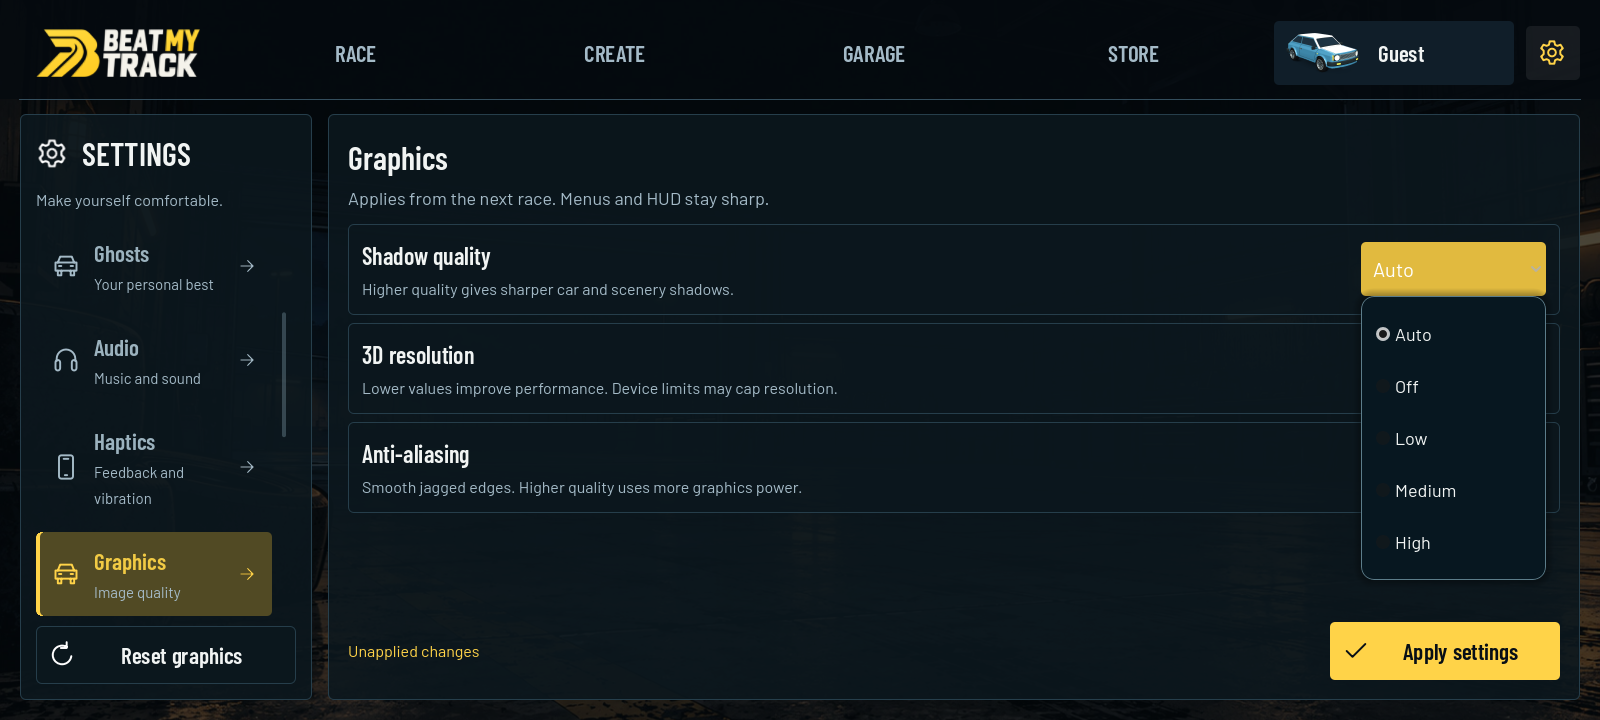 BEATMY
TRACK
RACE
CREATE
GARAGE
STORE
Guest
SETTINGS
Make yourself comfortable.
Ghosts
Your personal best
Audio
Music and sound
Haptics
Feedback and
vibration
Graphics
Image quality
Reset graphics
Graphics
Applies from the next race. Menus and HUD stay sharp.
Shadow quality
Higher quality gives sharper car and scenery shadows.
Auto
Auto
Off
Low
Medium
High
3D resolution
Lower values improve performance. Device limits may cap resolution.
Anti-aliasing
Smooth jagged edges. Higher quality uses more graphics power.
Unapplied changes
Apply settings